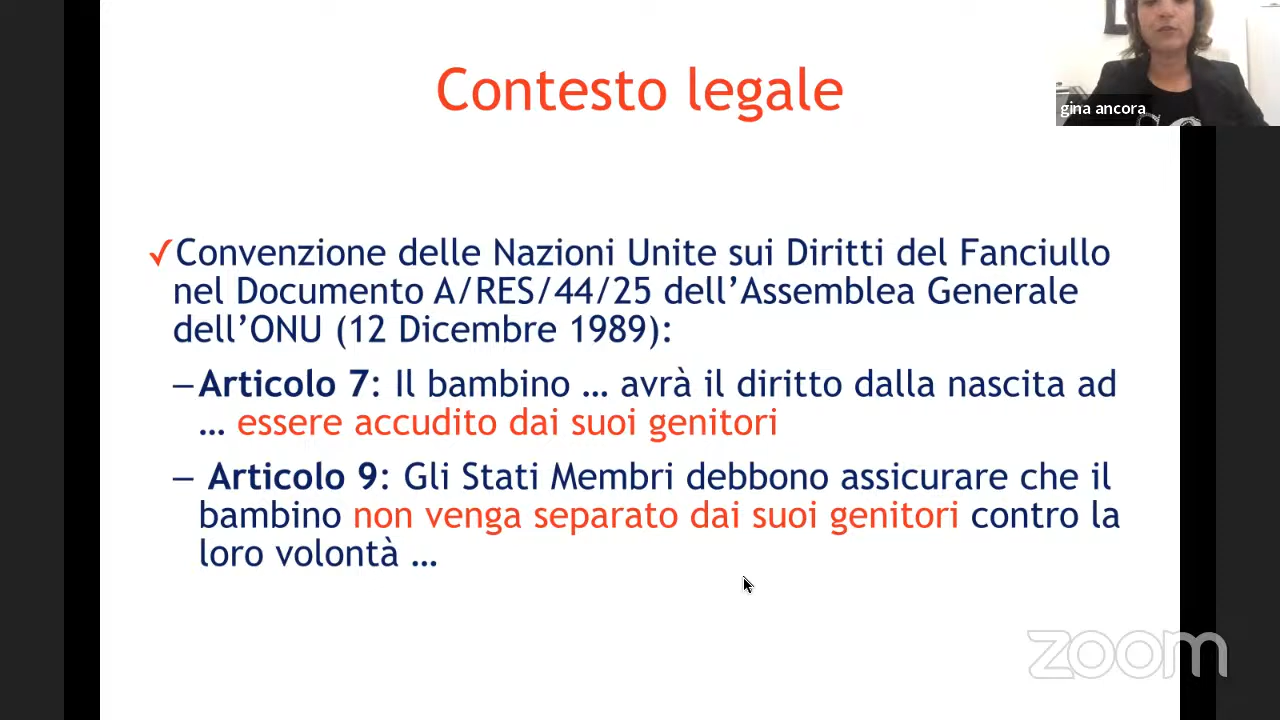 Contesto legale
gina ancora
✓Convenzione delle Nazioni Unite sui Diritti del Fanciullo
nel Documento A/RES/44/25 dell’Assemblea Generale
dell’ONU (12 Dicembre 1989):
–Articolo 7: Il bambino … avrà il diritto dalla nascita ad
… essere accudito dai suoi genitori
– Articolo 9: Gli Stati Membri debbono assicurare che il
bambino non venga separato dai suoi genitori contro la
loro volontà …
zoom